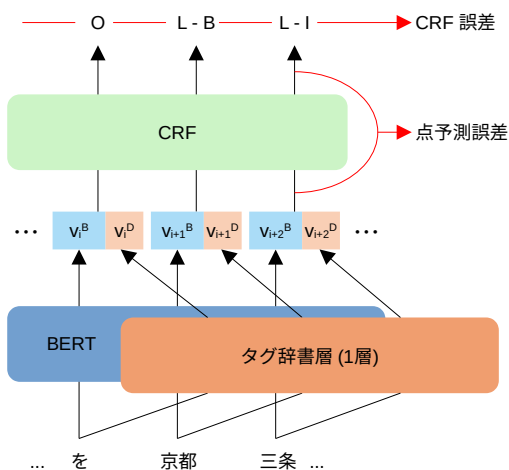 O L - B L - I CRF 誤差
CRF
点予測誤差
... v_i^B v_i^D v_{i+1}^B v_{i+1}^D v_{i+2}^B v_{i+2}^D ...
BERT
タグ辞書層 (1層)
... を 京都 三条 ...